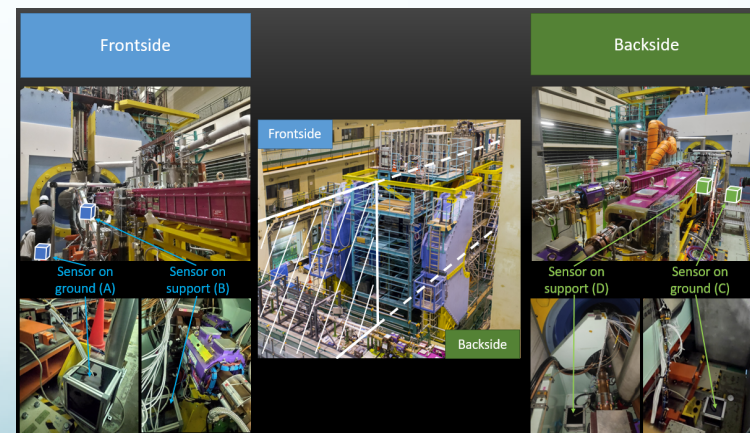 Frontside
Backside
Frontside
Sensor on
ground (A)
Sensor on
support (B)
Backside
Sensor on
support (D)
Sensor on
ground (C)